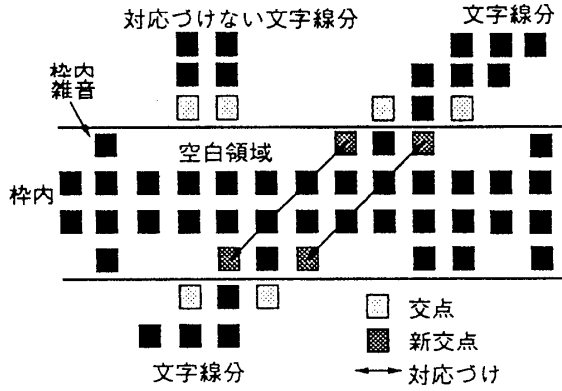 対応づけない文字線分
文字線分
枠内
雑音
空白領域
枠内
交点
新交点
対応づけ
文字線分